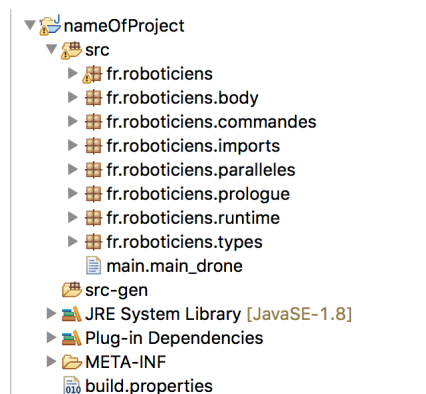 nameOfProject
src
fr.roboticiens
fr.roboticiens.body
fr.roboticiens.commandes
fr.roboticiens.imports
fr.roboticiens.paralleles
fr.roboticiens.prologue
fr.roboticiens.runtime
fr.roboticiens.types
main.main_drone
src-gen
JRE System Library [JavaSE-1.8]
Plug-in Dependencies
META-INF
build.properties